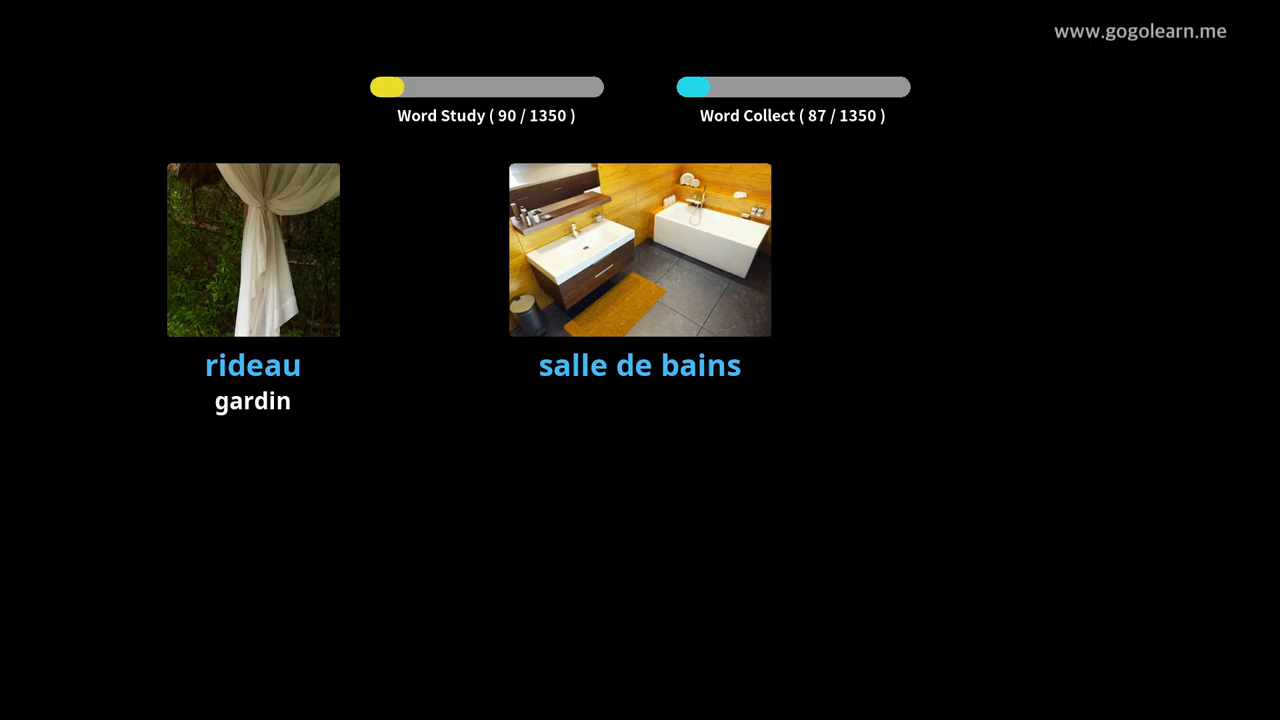 www.gogolearn.me
Word Study ( 90 / 1350 )
Word Collect ( 87 / 1350 )
rideau
gardin
salle de bains